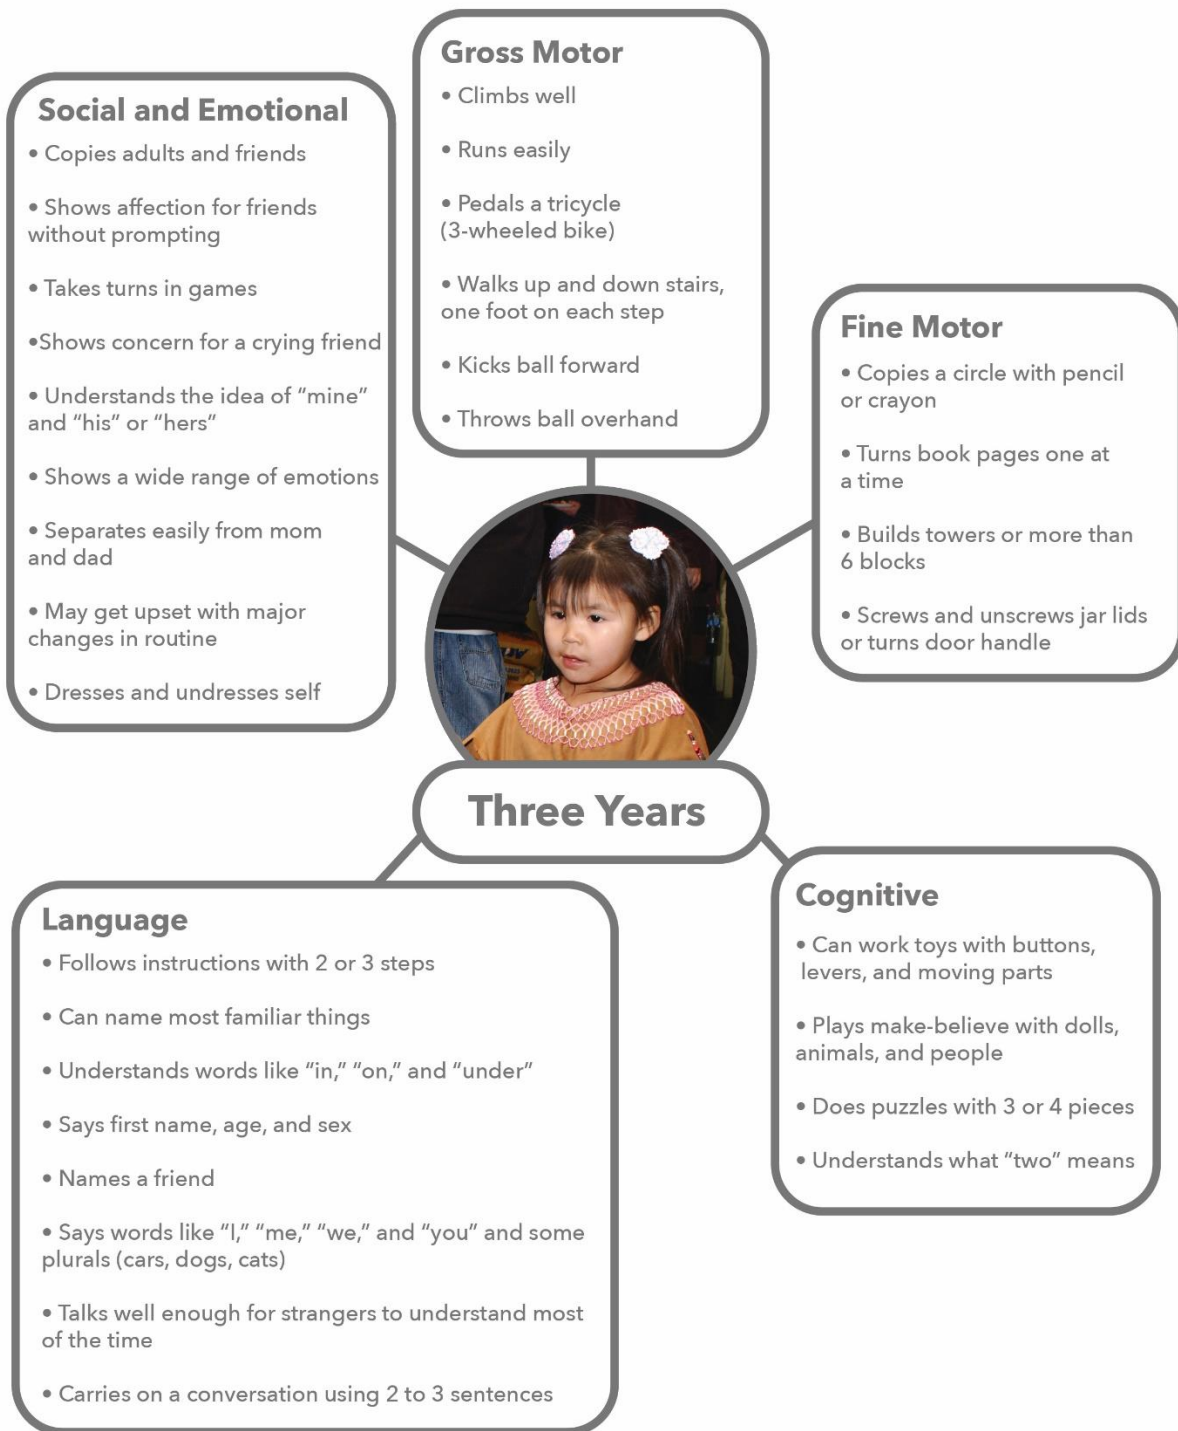 Gross Motor
• Climbs well
• Runs easily
• Pedals a tricycle
(3-wheeled bike)
• Walks up and down stairs,
one foot on each step
• Kicks ball forward
• Throws ball overhand
Social and Emotional
• Copies adults and friends
• Shows affection for friends
without prompting
• Takes turns in games
•Shows concern for a crying friend
• Understands the idea of “mine”
and “his” or “hers”
• Shows a wide range of emotions
• Separates easily from mom
and dad
• May get upset with major
changes in routine
• Dresses and undresses self
Fine Motor
• Copies a circle with pencil
or crayon
• Turns book pages one at
a time
• Builds towers or more than
6 blocks
• Screws and unscrews jar lids
or turns door handle
Three Years
Language
• Follows instructions with 2 or 3 steps
• Can name most familiar things
• Understands words like “in,” “on,” and “under”
• Says first name, age, and sex
• Names a friend
• Says words like “I,” “me,” “we,” and “you” and some
plurals (cars, dogs, cats)
• Talks well enough for strangers to understand most
of the time
• Carries on a conversation using 2 to 3 sentences
Cognitive
• Can work toys with buttons,
levers, and moving parts
• Plays make-believe with dolls,
animals, and people
• Does puzzles with 3 or 4 pieces
• Understands what “two” means